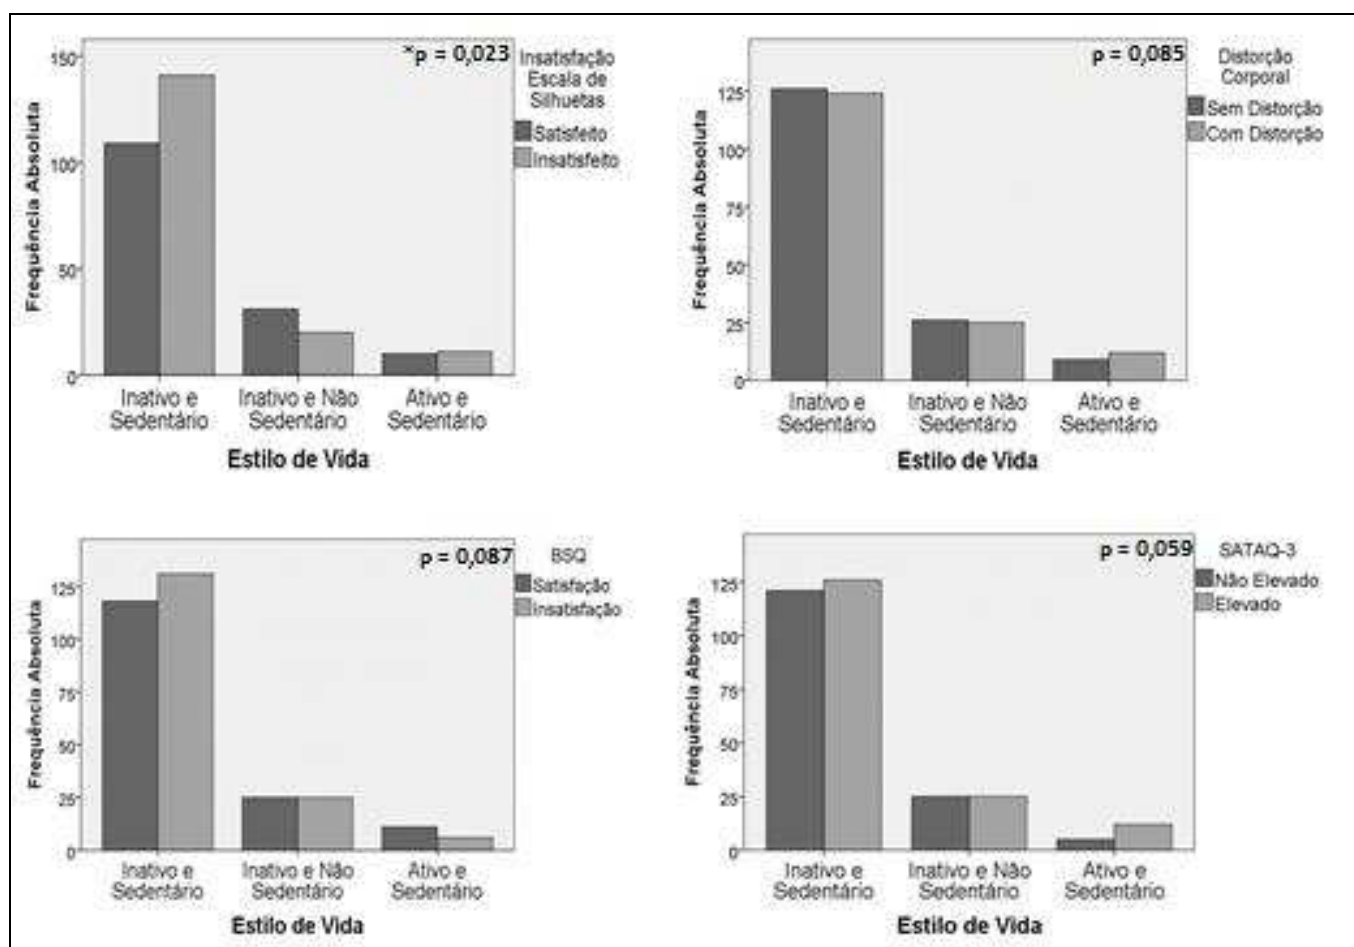 *p = 0,023
Insatisfação
Escala de
Silhuetas
Satisfeito
Insatisfeito
Frequência Absoluta
150
100
50
0
Inativo e
Sedentário
Inativo e Não
Sedentário
Ativo e
Sedentário
Estilo de Vida
p = 0,085
Distorção
Corporal
Sem Distorção
Com Distorção
Frequência Absoluta
125
100
75
50
25
0
Inativo e
Sedentário
Inativo e Não
Sedentário
Ativo e
Sedentário
Estilo de Vida
p = 0,087
BSQ
Satisfação
Insatisfação
Frequência Absoluta
125
100
75
50
25
0
Inativo e
Sedentário
Inativo e Não
Sedentário
Ativo e
Sedentário
Estilo de Vida
p = 0,059
SATAQ-3
Não Elevado
Elevado
Frequência Absoluta
125
100
75
50
25
0
Inativo e
Sedentário
Inativo e Não
Sedentário
Ativo e
Sedentário
Estilo de Vida